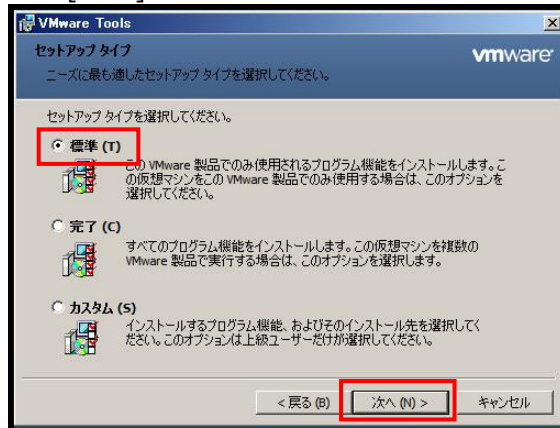 VMware Tools
セットアップ タイプ
vmware
ニーズに最も適したセットアップ タイプを選択してください。
セットアップ タイプを選択してください。
標準 (T)
この VMware 製品でのみ使用されるプログラム機能をインストールします。こ
の仮想マシンをこの VMware 製品でのみ使用する場合は、このオプションを
選択してください。
完了 (C)
すべてのプログラム機能をインストールします。この仮想マシンを複数の
VMware 製品で実行する場合は、このオプションを選択します。
カスタム (S)
インストールするプログラム機能、およびそのインストール先を選択してく
ださい。このオプションは上級ユーザーだけが選択してください。
< 戻る (B)
次へ (N) >
キャンセル